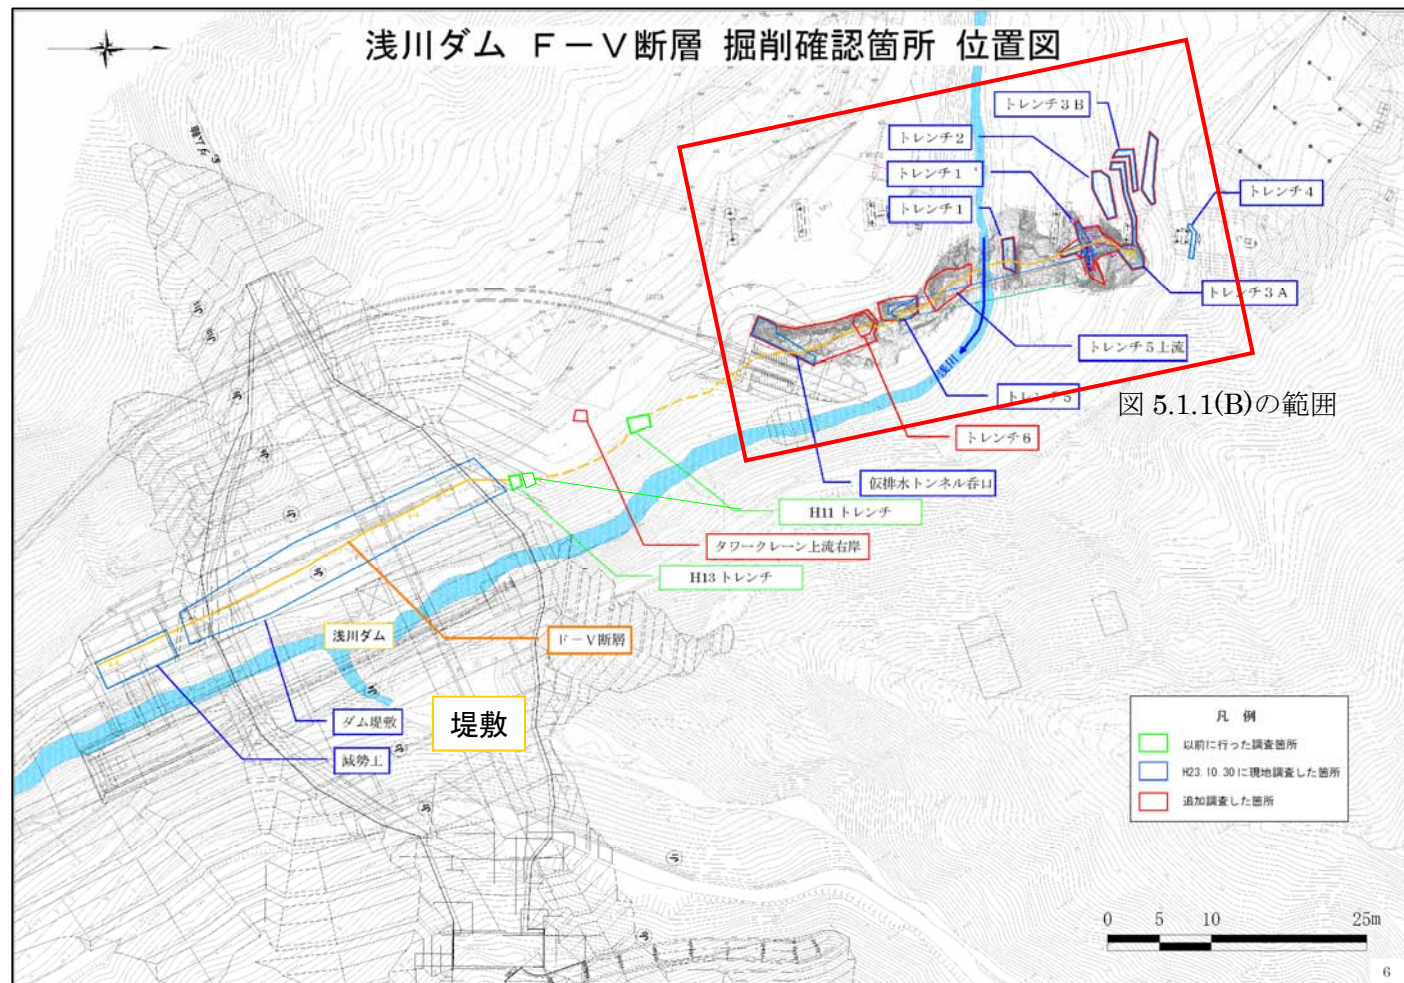 浅川ダム F-V断層 掘削確認箇所 位置図
トレンチ3B
トレンチ2
トレンチ1'
トレンチ4
トレンチ1
トレンチ3A
トレンチ5上流
浅川
トレンチ5
図 5.1.1(B)の範囲
トレンチ6
仮排水トンネル呑口
H11 トレンチ
タワークレーン上流右岸
H13 トレンチ
浅川ダム
F-V断層
堤敷
ダム堤敷
減勢工
凡 例
以前に行った調査箇所
H23.10.30に現地調査した箇所
追加調査した箇所
0 5 10 25m
6